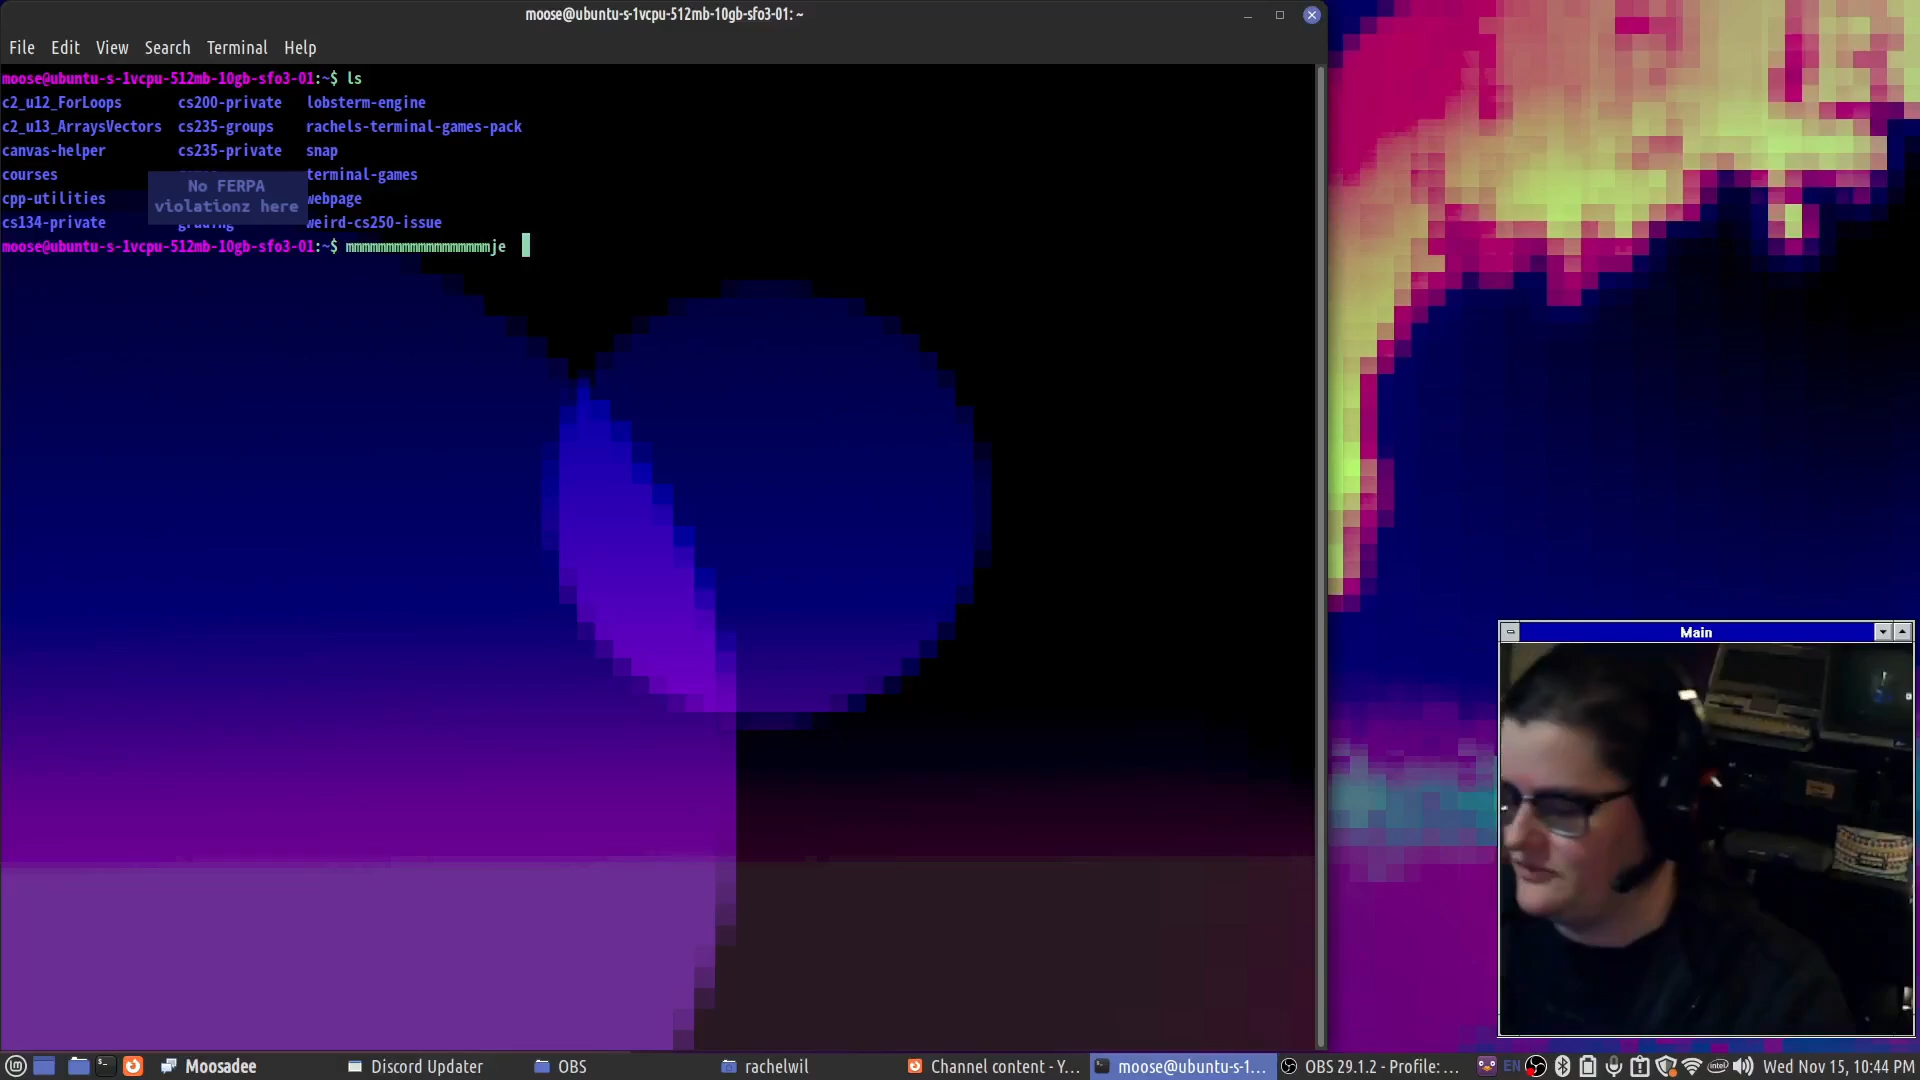 moose@ubuntu-s-1vcpu-512mb-10gb-sfo3-01: ~
File Edit View Search Terminal Help
moose@ubuntu-s-1vcpu-512mb-10gb-sfo3-01:~$ ls
c2_u12_ForLoops cs200-private lobsterm-engine
c2_u13_ArraysVectors cs235-groups rachels-terminal-games-pack
canvas-helper cs235-private snap
courses terminal-games
No FERPA
cpp-utilities webpage
violationz here
cs134-private grading weird-cs250-issue
moose@ubuntu-s-1vcpu-512mb-10gb-sfo3-01:~$ mmmmmmmmmmmmmmmmmmje
Main
Moosadee
Discord Updater
OBS
rachelwil
Channel content - Y...
moose@ubuntu-s-1...
OBS 29.1.2 - Profile: ...
EN
Wed Nov 15, 10:44 PM